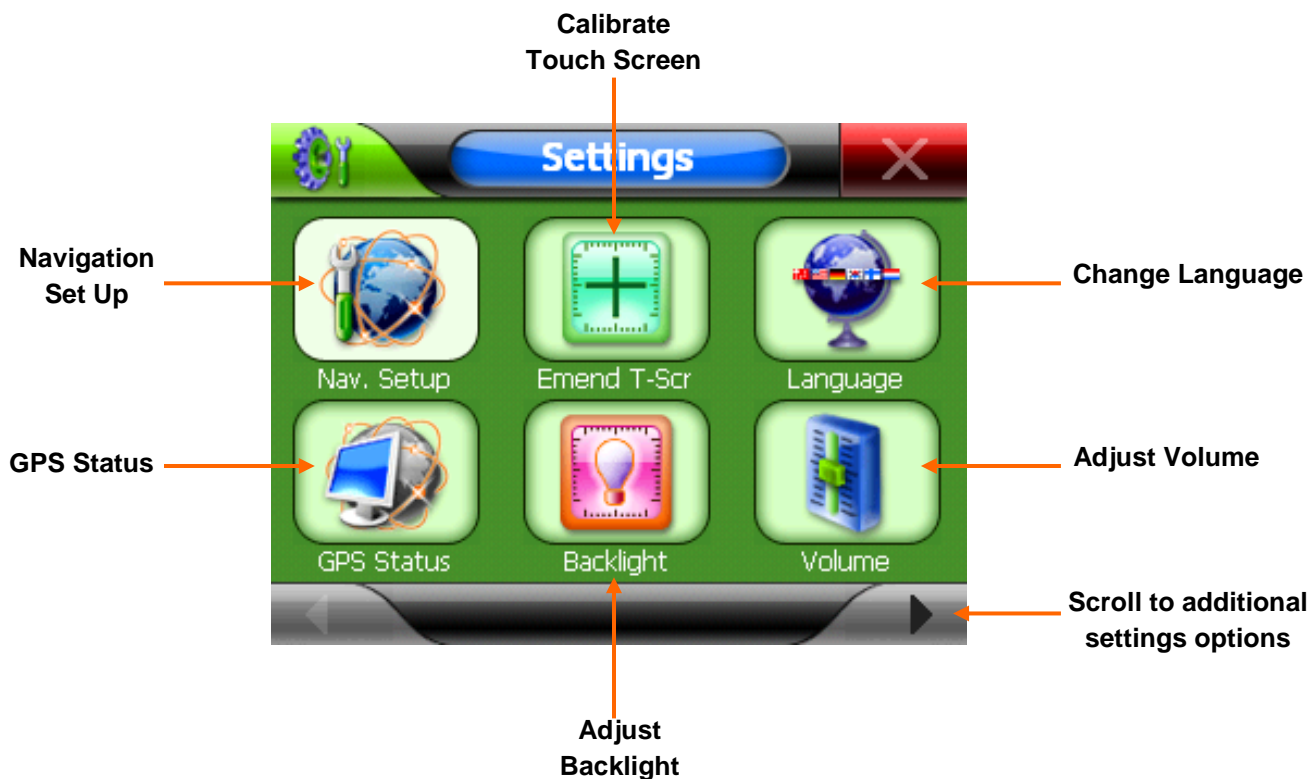 Calibrate
Touch Screen
Settings
Navigation
Set Up
Change Language
Nav. Setup
Emend T-Scr
Language
GPS Status
Adjust Volume
GPS Status
Backlight
Volume
Scroll to additional
settings options
Adjust
Backlight